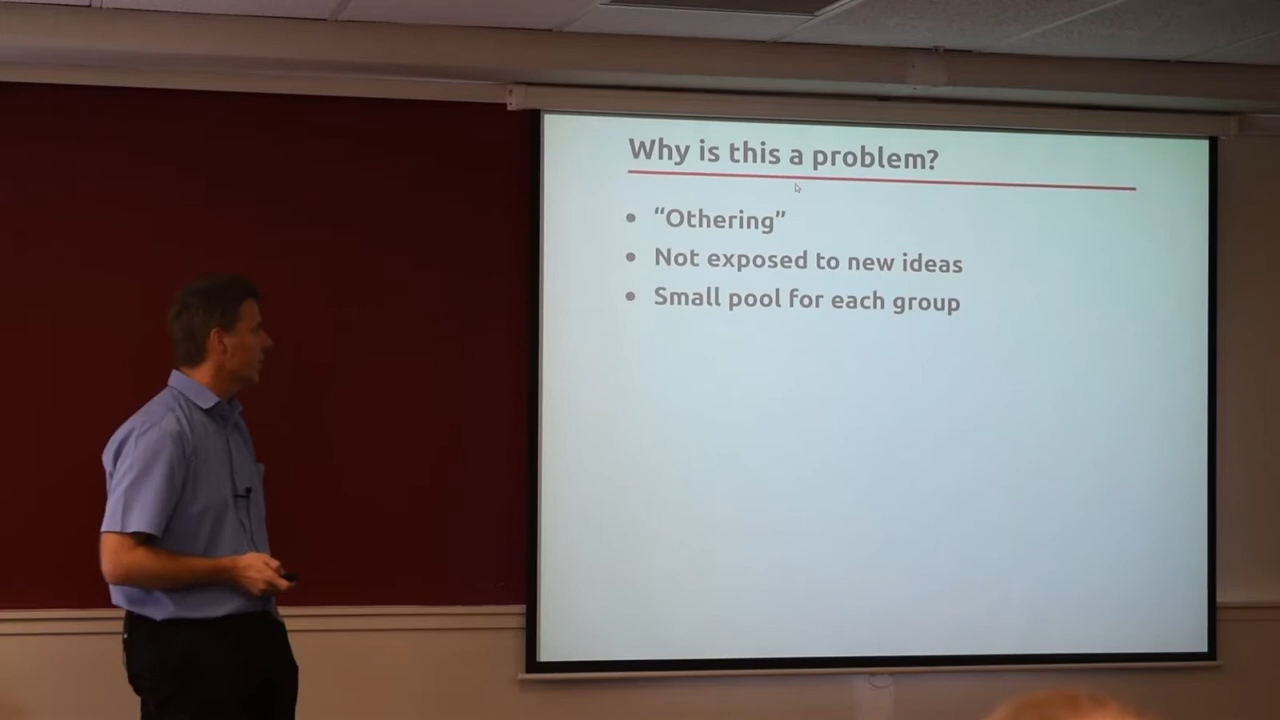 Why is this a problem?
• “Othering”
• Not exposed to new ideas
• Small pool for each group